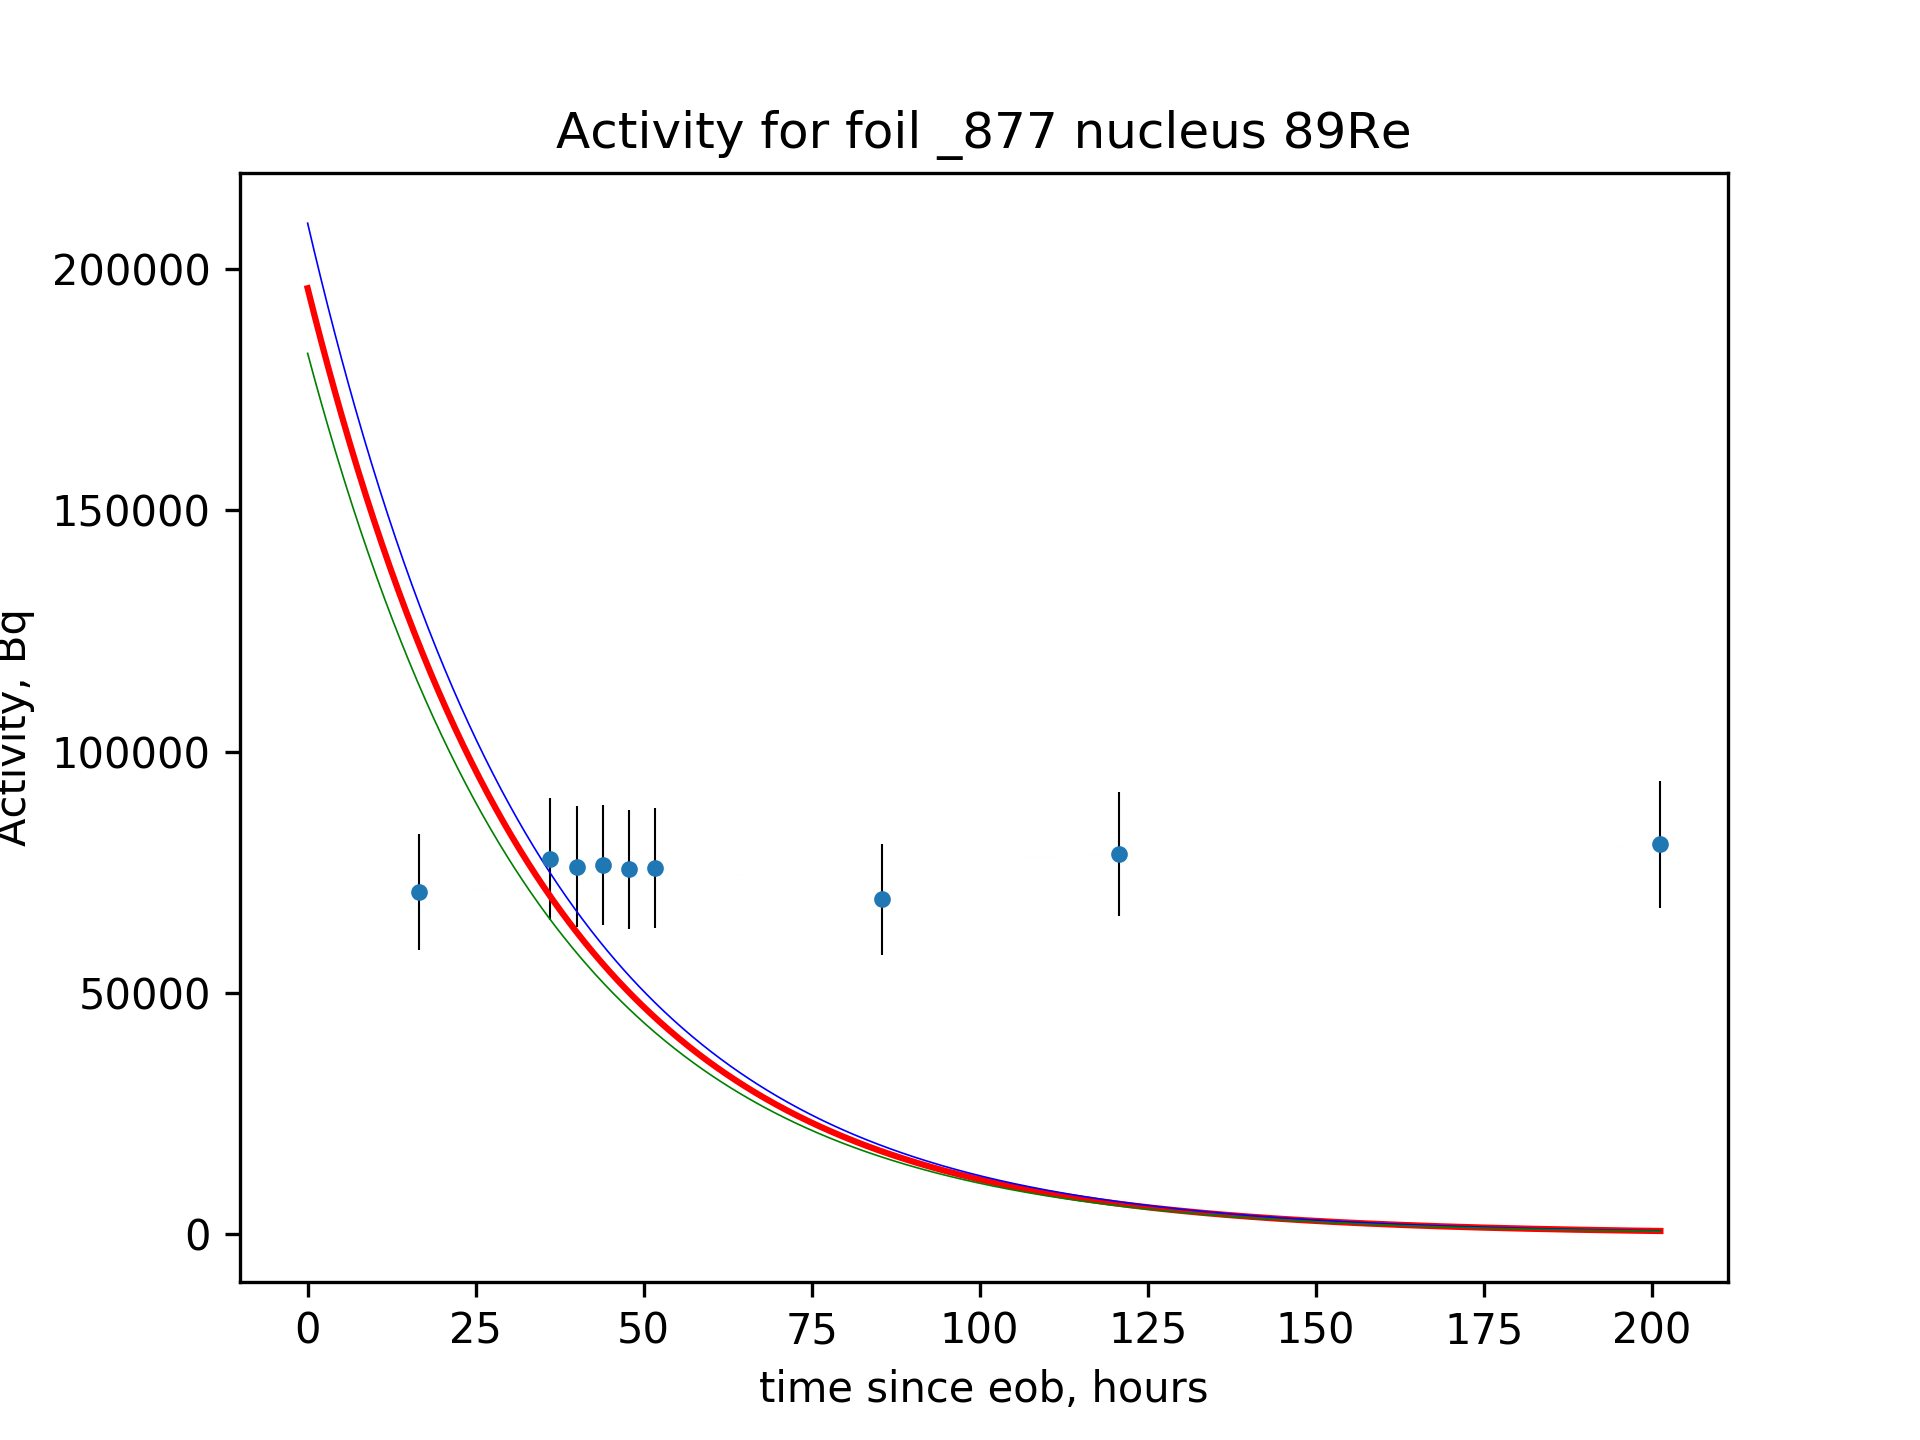 Activity for foil _877 nucleus 89Re
Activity, Bq
200000
150000
100000
50000
0
0 25 50 75 100 125 150 175 200
time since eob, hours